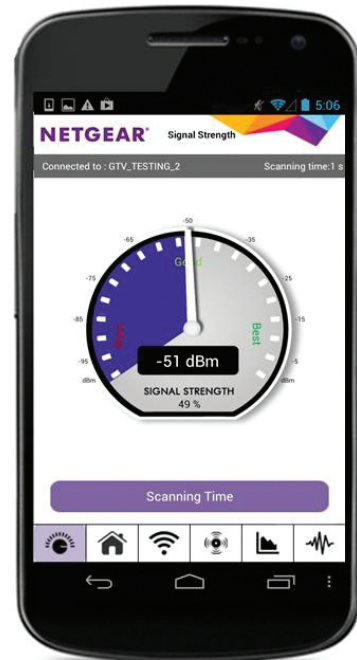 5:06
NETGEAR® Signal Strength
Connected to : GTV_TESTING_2 Scanning time:1 s
-50
-65 -35
Good
-75 -25
-85 -15
Best
-95 -5
dBm dBm
-51 dBm
SIGNAL STRENGTH
49 %
Scanning Time